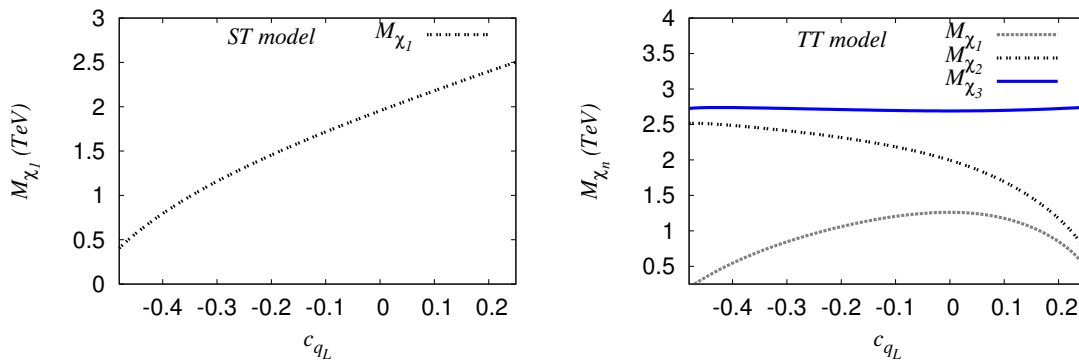 3
2.5
2
1.5
1
0.5
0
-0.4 -0.3 -0.2 -0.1 0 0.1 0.2
M_χ1 (TeV)
c_qL
ST model
M_χ1
4
3.5
3
2.5
2
1.5
1
0.5
-0.4 -0.3 -0.2 -0.1 0 0.1 0.2
M_χn (TeV)
c_qL
TT model
M_χ1
M_χ2
M_χ3